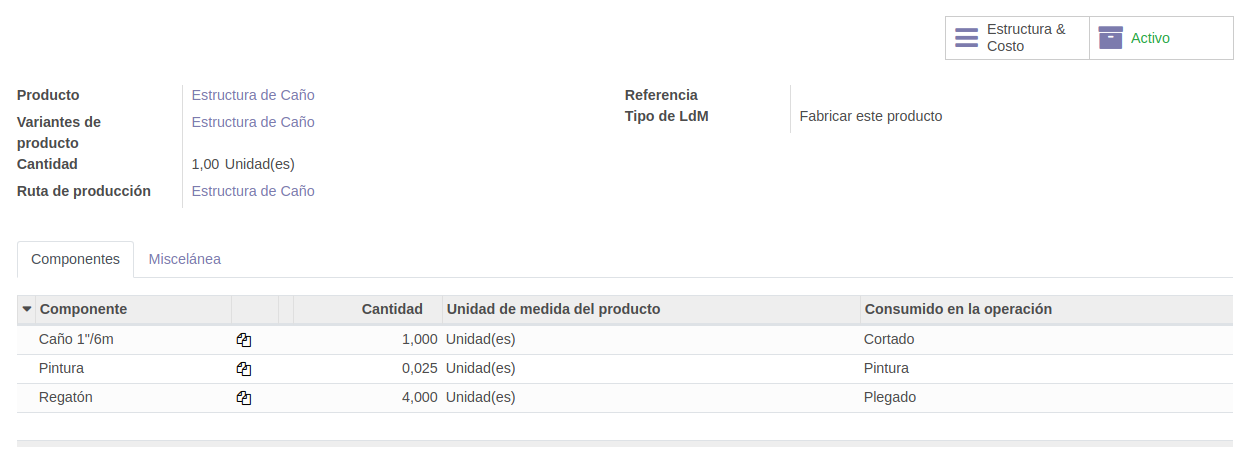 Estructura &
Costo
Activo
Producto Estructura de Caño
Variantes de
producto Estructura de Caño
Cantidad 1,00 Unidad(es)
Ruta de producción Estructura de Caño
Referencia
Tipo de LdM Fabricar este producto
Componentes Miscelánea
Componente Cantidad Unidad de medida del producto Consumido en la operación
Caño 1"/6m 1,000 Unidad(es) Cortado
Pintura 0,025 Unidad(es) Pintura
Regatón 4,000 Unidad(es) Plegado